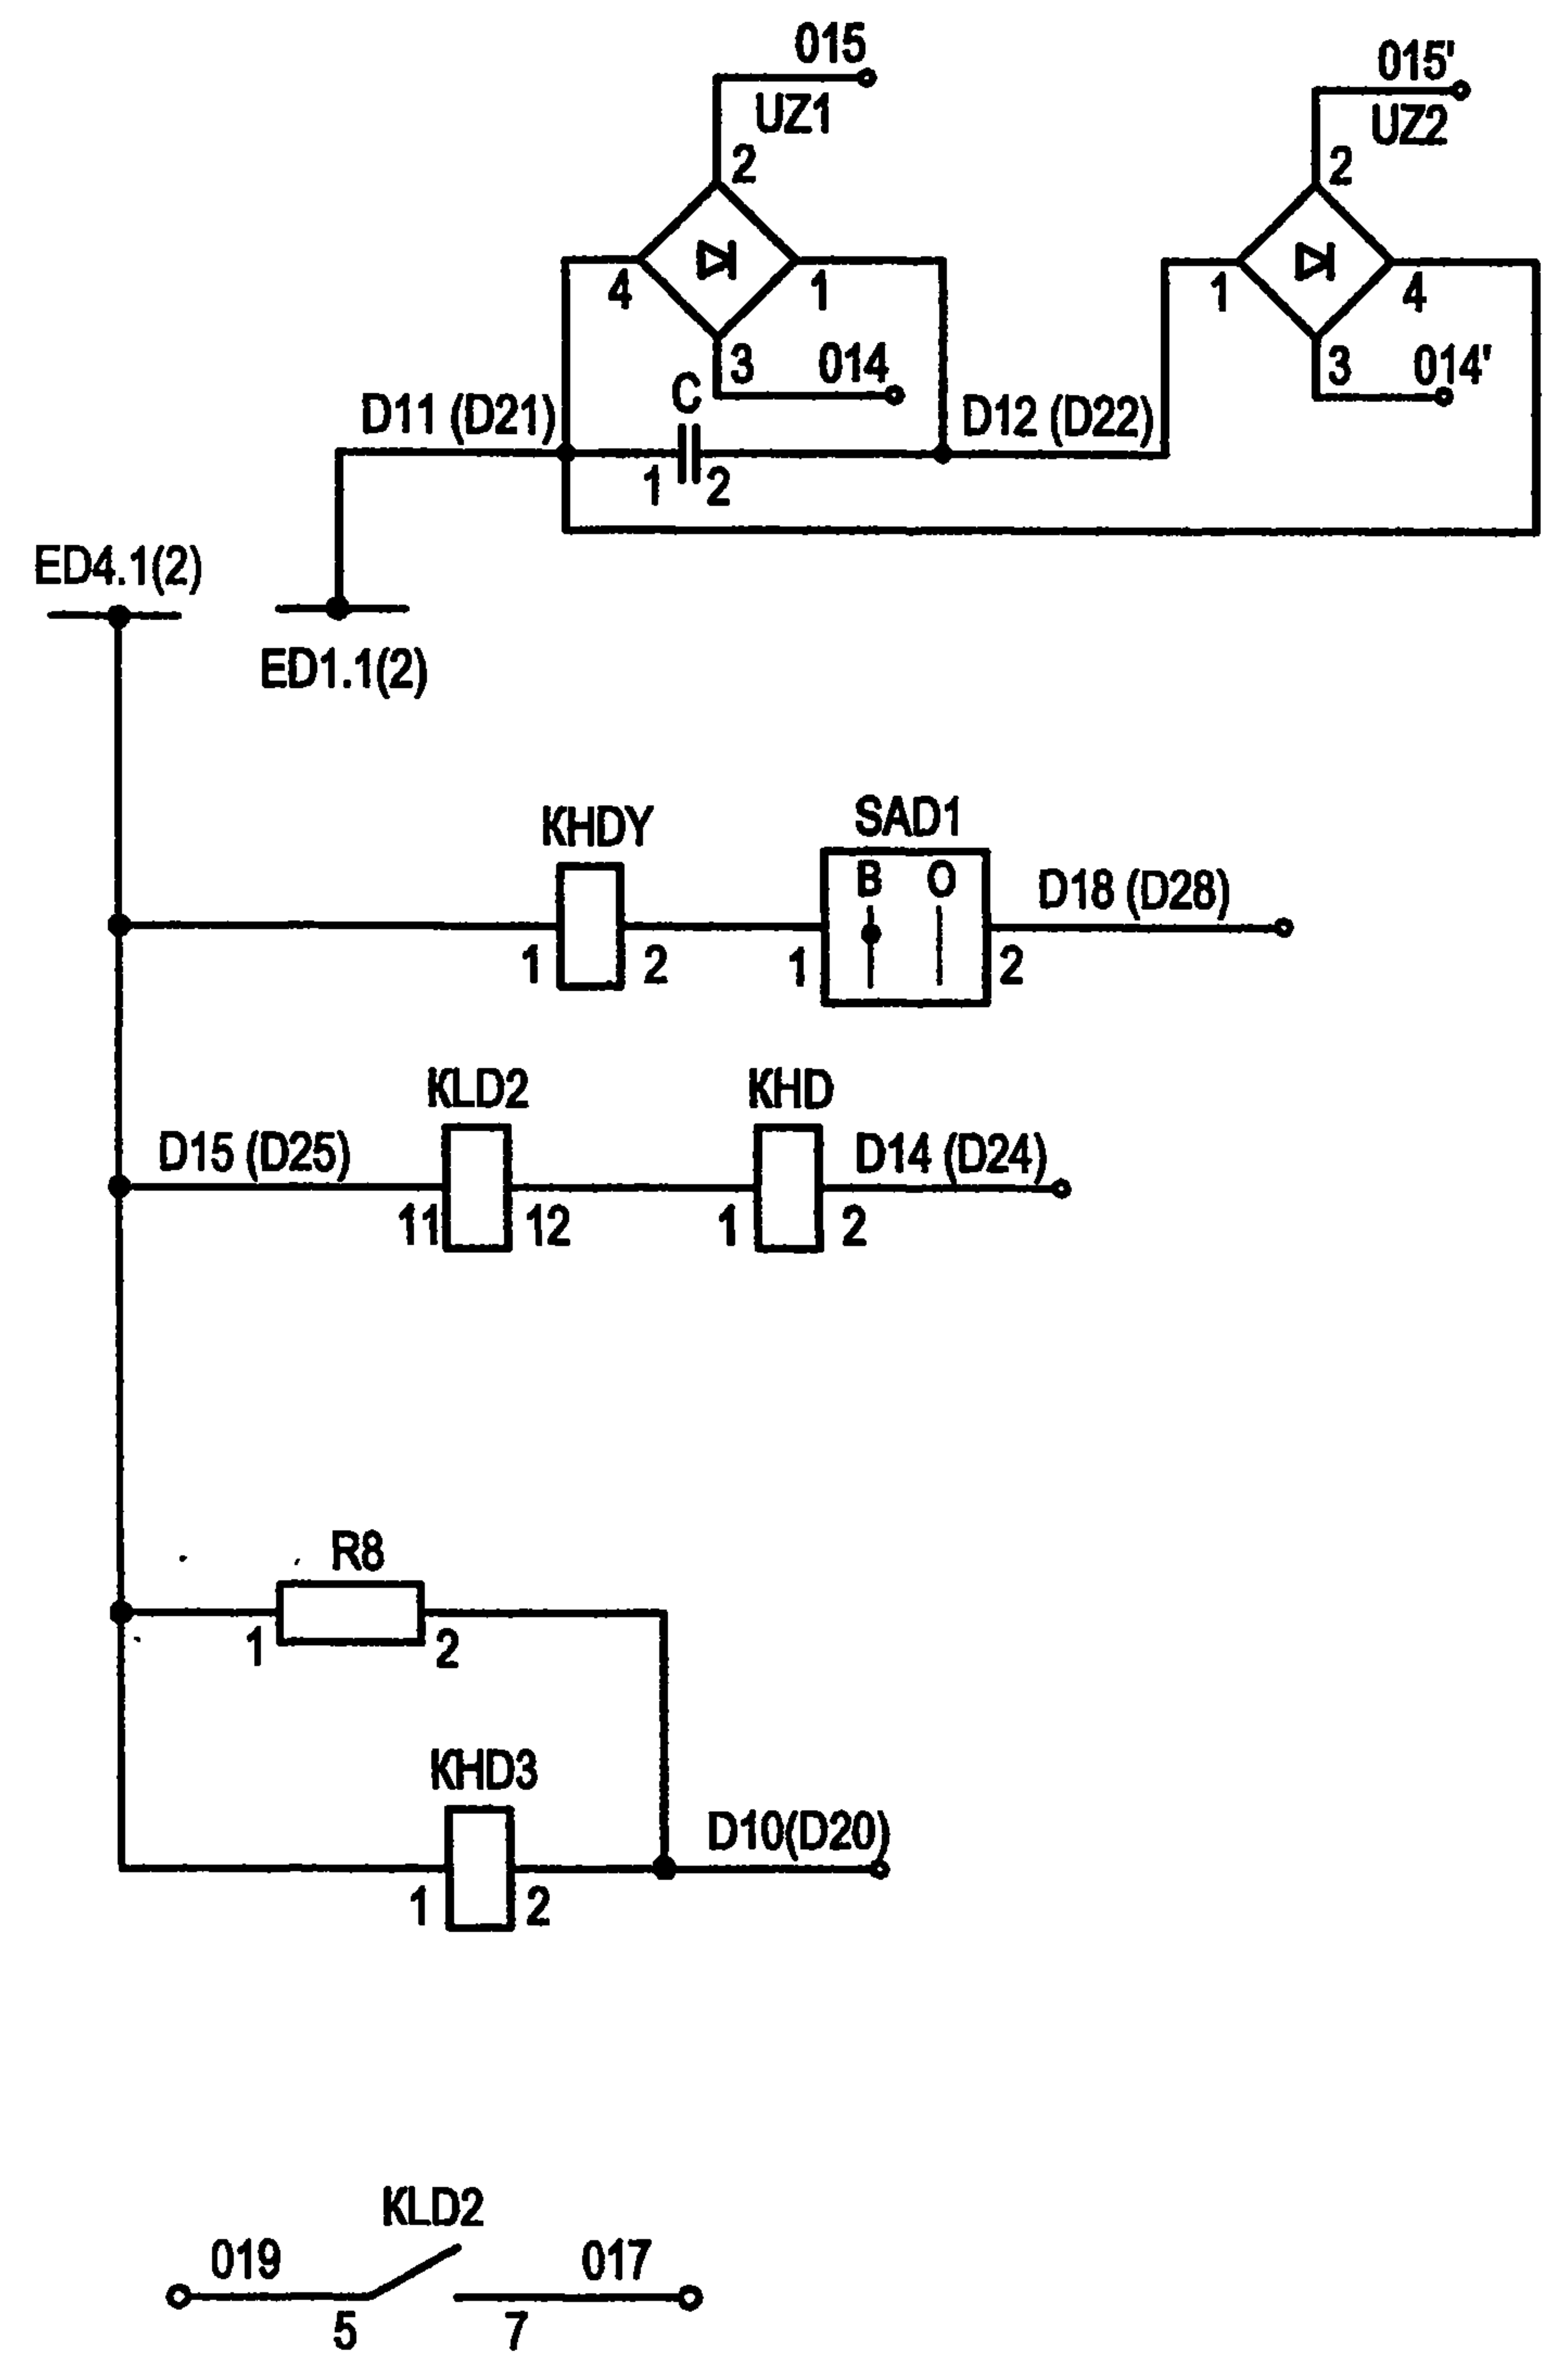 015
UZ1
2
4
1
3
014
015'
UZ2
2
1
4
3
014'
D11 (D21)
C
1
2
D12 (D22)
ED4.1(2)
ED1.1(2)
KHDY
1
2
SAD1
B O
1
2
D18 (D28)
D15 (D25)
KLD2
11
12
KHD
1
2
D14 (D24)
R8
1
2
KHD3
1
2
D10(D20)
KLD2
019
017
5
7